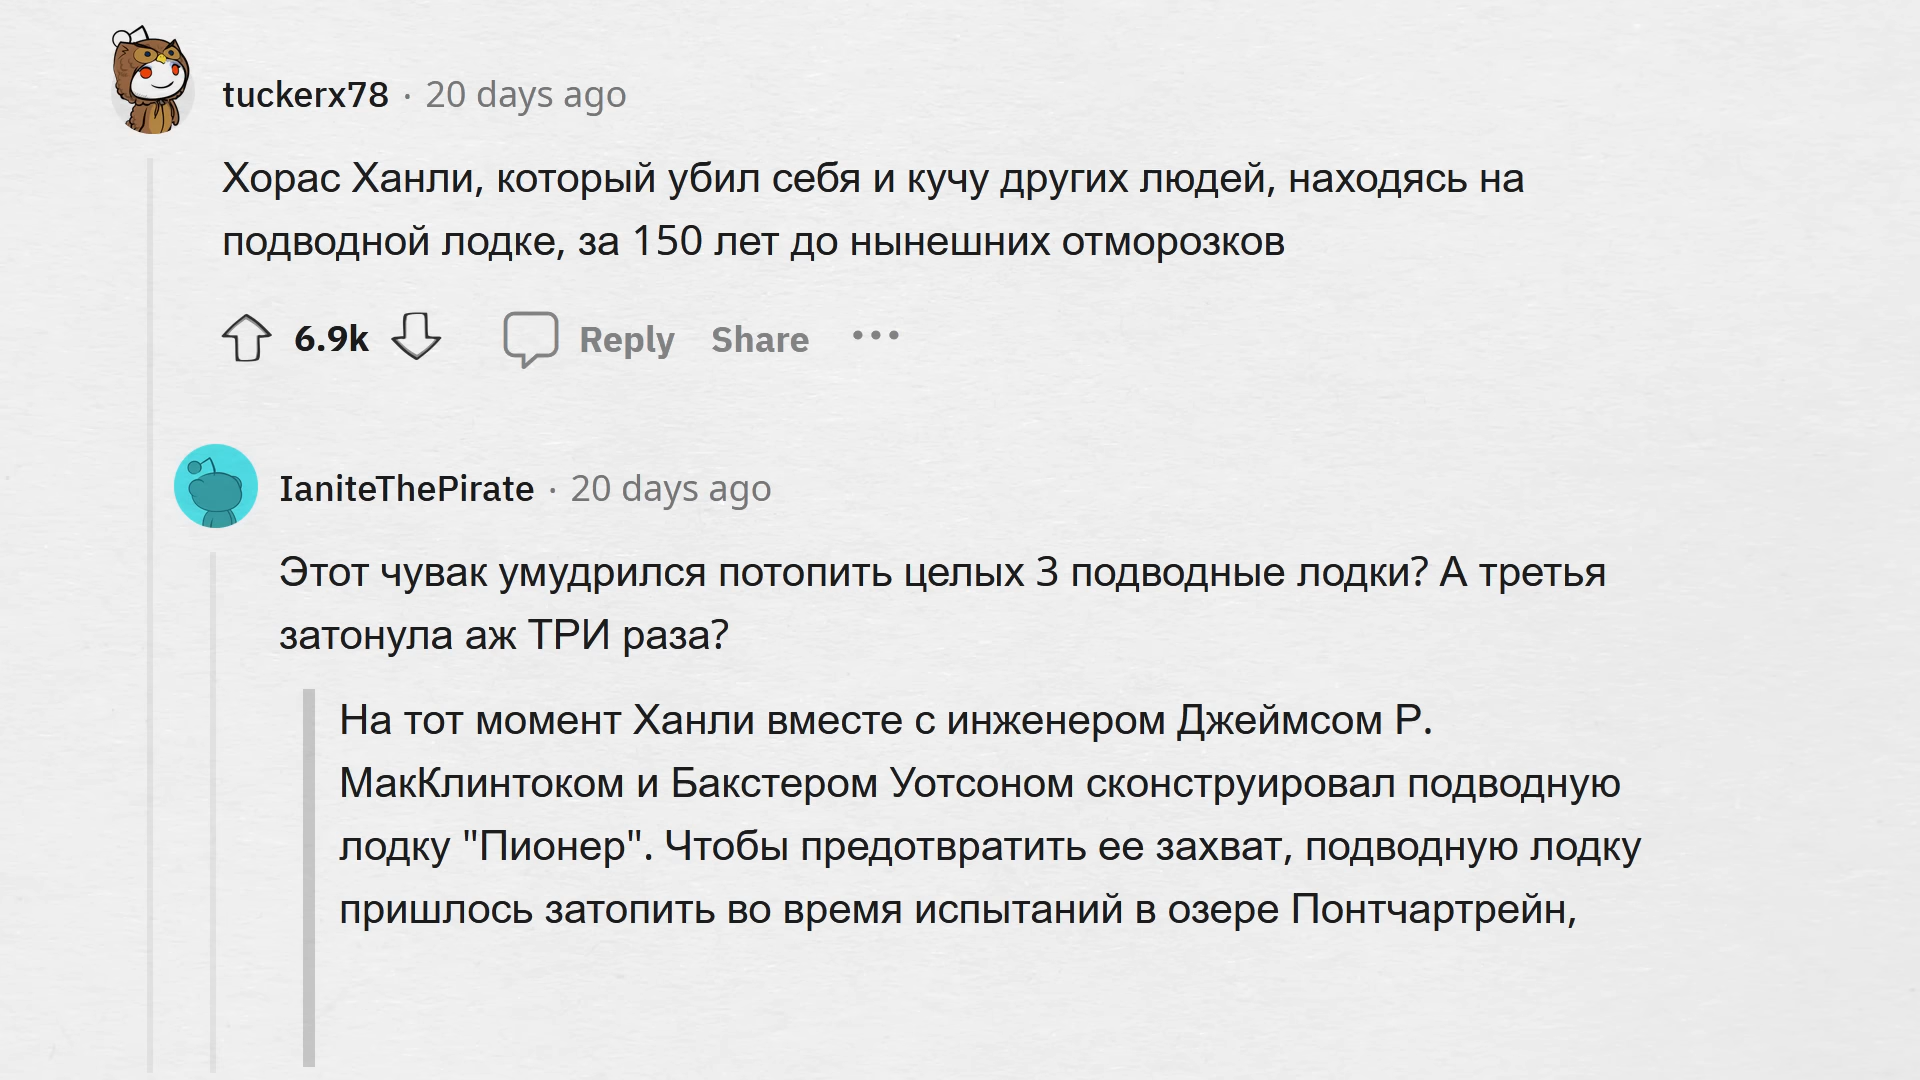 tuckerx78 · 20 days ago
Хорас Ханли, который убил себя и кучу других людей, находясь на
подводной лодке, за 150 лет до нынешних отморозков
6.9k Reply Share
IaniteThePirate · 20 days ago
Этот чувак умудрился потопить целых 3 подводные лодки? А третья
затонула аж ТРИ раза?
На тот момент Ханли вместе с инженером Джеймсом Р.
МакКлинтоком и Бакстером Уотсоном сконструировал подводную
лодку "Пионер". Чтобы предотвратить ее захват, подводную лодку
пришлось затопить во время испытаний в озере Понтчартрейн,